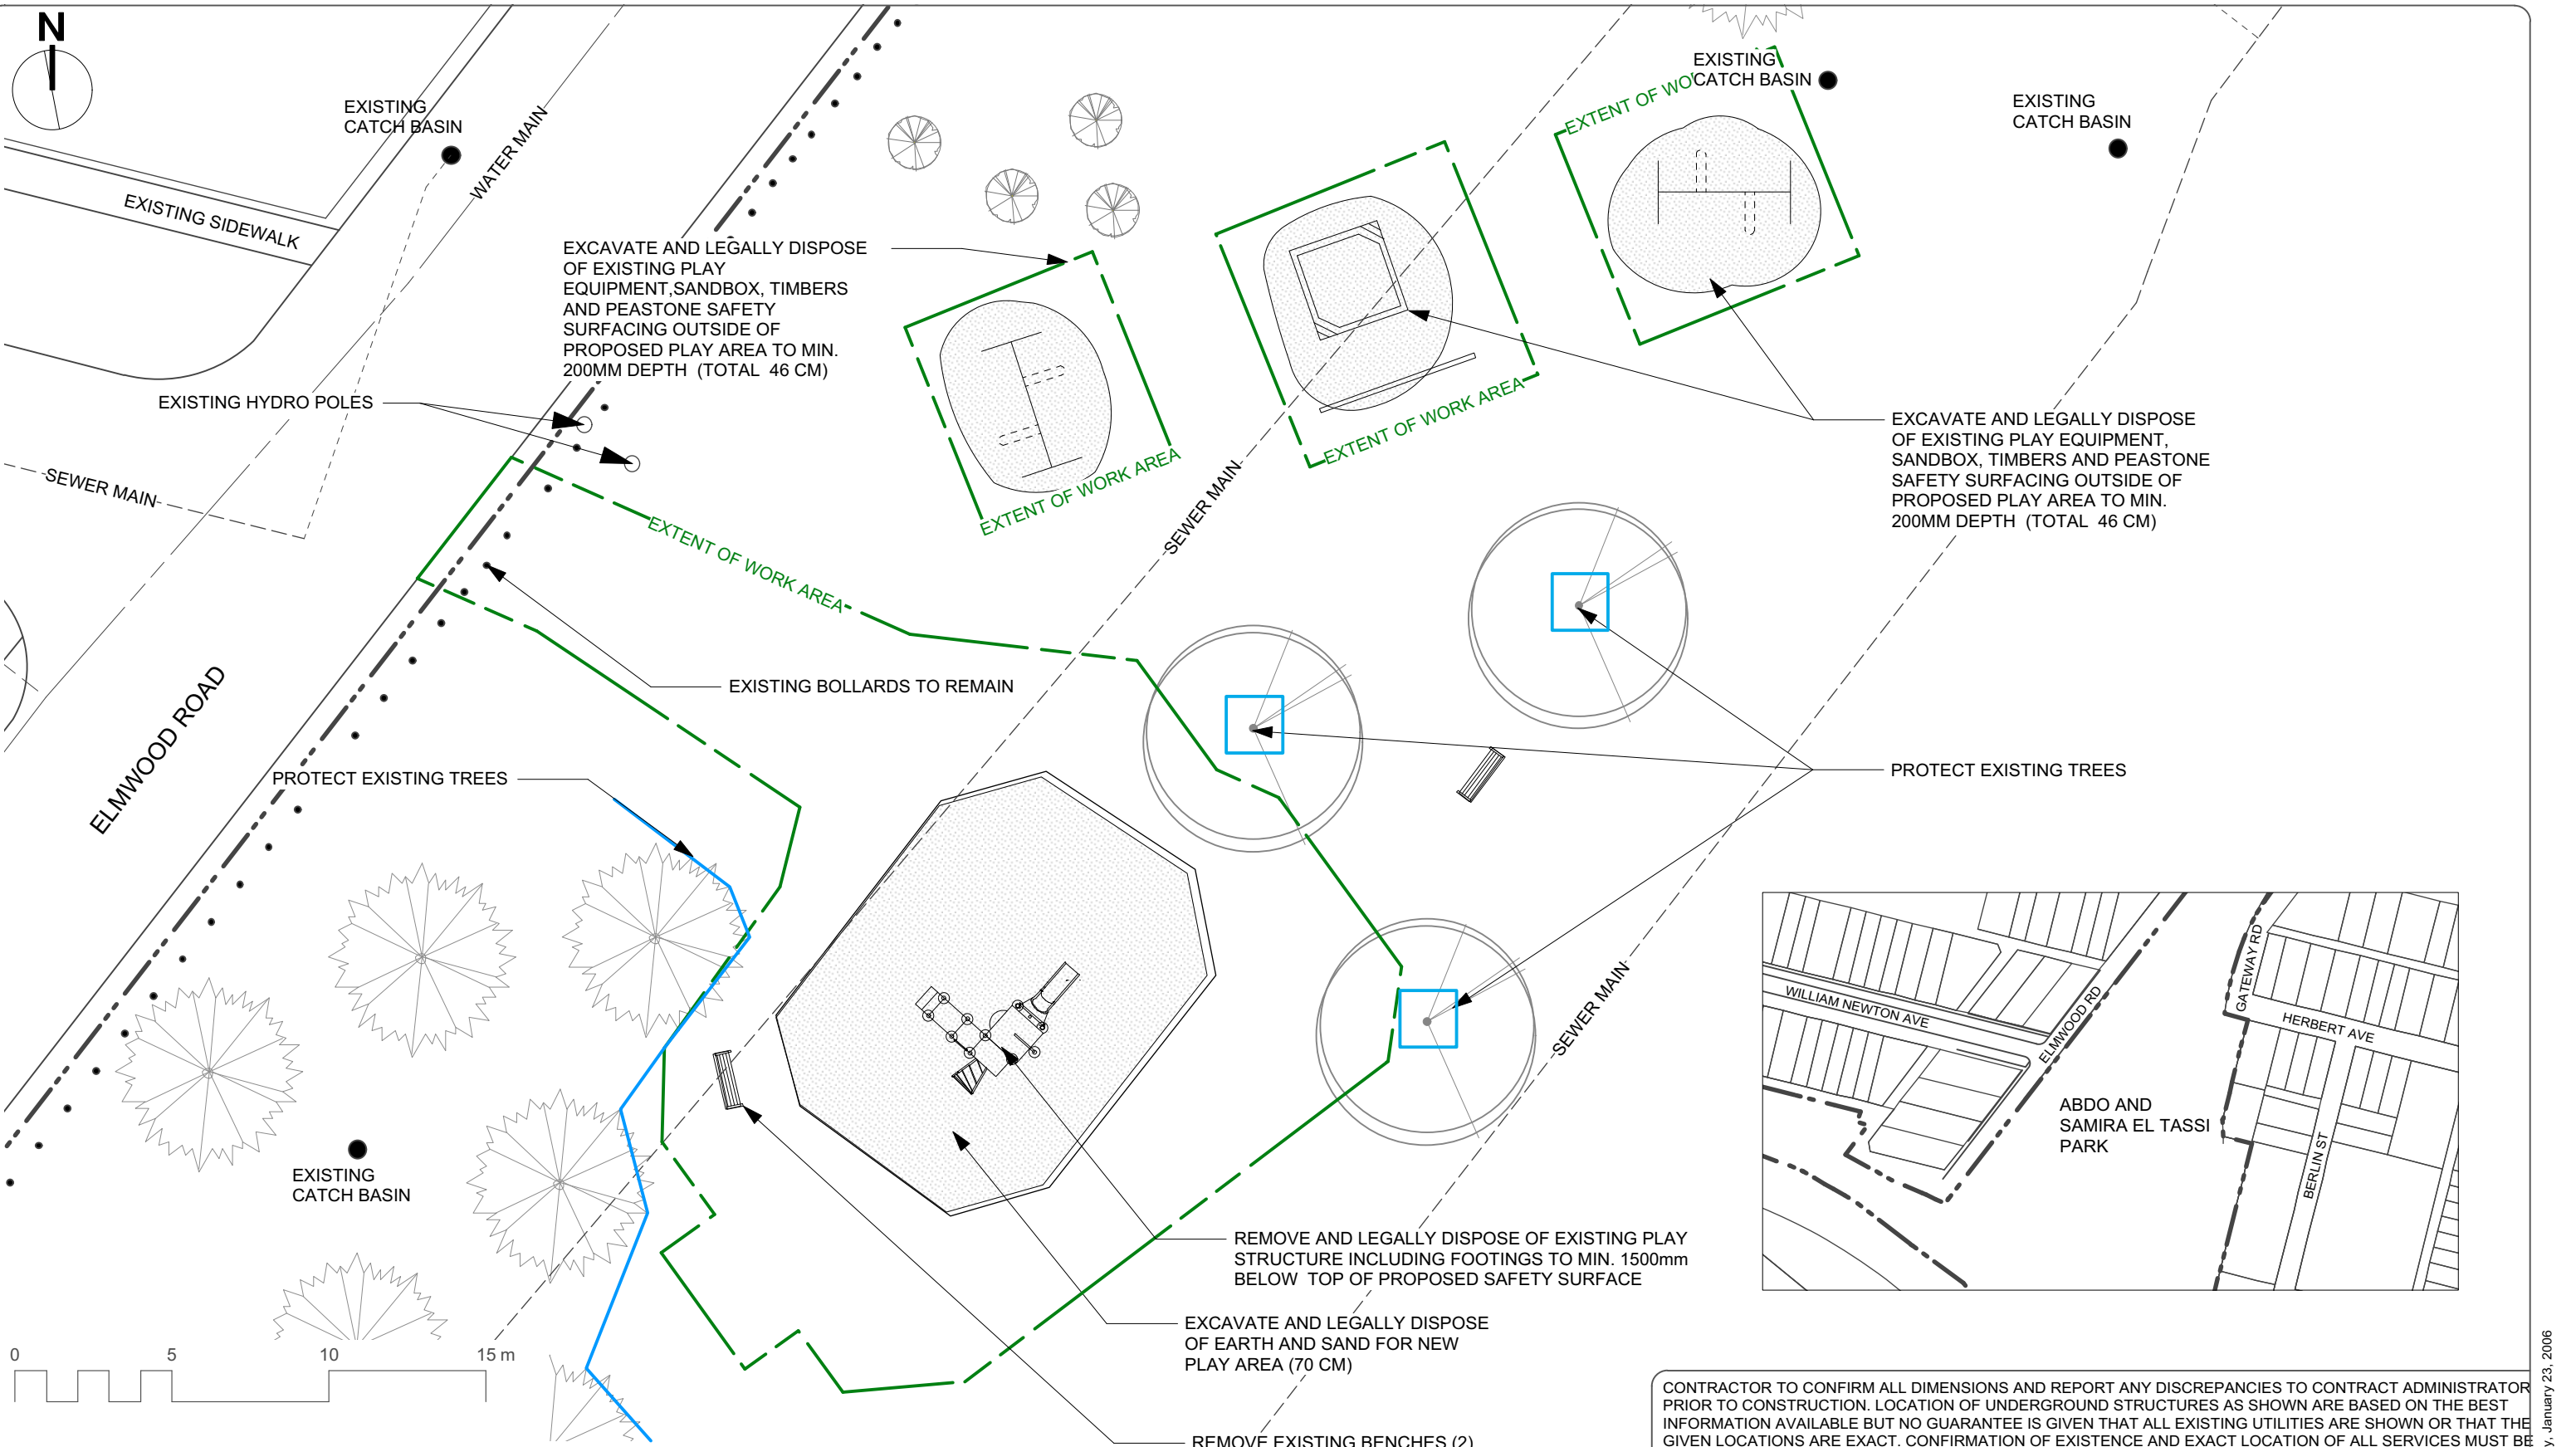 N
EXISTING
CATCH BASIN
WATER MAIN
EXISTING SIDEWALK
EXCAVATE AND LEGALLY DISPOSE
OF EXISTING PLAY
EQUIPMENT,SANDBOX, TIMBERS
AND PEASTONE SAFETY
SURFACING OUTSIDE OF
PROPOSED PLAY AREA TO MIN.
200MM DEPTH (TOTAL 46 CM)
EXISTING HYDRO POLES
SEWER MAIN
EXTENT OF WORK AREA
EXTENT OF WORK AREA
EXTENT OF WORK AREA
EXTENT OF WO
EXISTING
CATCH BASIN
EXISTING
CATCH BASIN
EXCAVATE AND LEGALLY DISPOSE
OF EXISTING PLAY EQUIPMENT,
SANDBOX, TIMBERS AND PEASTONE
SAFETY SURFACING OUTSIDE OF
PROPOSED PLAY AREA TO MIN.
200MM DEPTH (TOTAL 46 CM)
SEWER MAIN
EXISTING BOLLARDS TO REMAIN
ELMWOOD ROAD
PROTECT EXISTING TREES
PROTECT EXISTING TREES
SEWER MAIN
EXISTING
CATCH BASIN
WILLIAM NEWTON AVE
ELMWOOD RD
GATEWAY RD
HERBERT AVE
BERLIN ST
ABDO AND
SAMIRA EL TASSI
PARK
REMOVE AND LEGALLY DISPOSE OF EXISTING PLAY
STRUCTURE INCLUDING FOOTINGS TO MIN. 1500mm
BELOW TOP OF PROPOSED SAFETY SURFACE
EXCAVATE AND LEGALLY DISPOSE
OF EARTH AND SAND FOR NEW
PLAY AREA (70 CM)
REMOVE EXISTING BENCHES (2)
0 5 10 15 m
CONTRACTOR TO CONFIRM ALL DIMENSIONS AND REPORT ANY DISCREPANCIES TO CONTRACT ADMINISTRATOR
PRIOR TO CONSTRUCTION. LOCATION OF UNDERGROUND STRUCTURES AS SHOWN ARE BASED ON THE BEST
INFORMATION AVAILABLE BUT NO GUARANTEE IS GIVEN THAT ALL EXISTING UTILITIES ARE SHOWN OR THAT THE
GIVEN LOCATIONS ARE EXACT. CONFIRMATION OF EXISTENCE AND EXACT LOCATION OF ALL SERVICES MUST BE
y, January 23, 2006